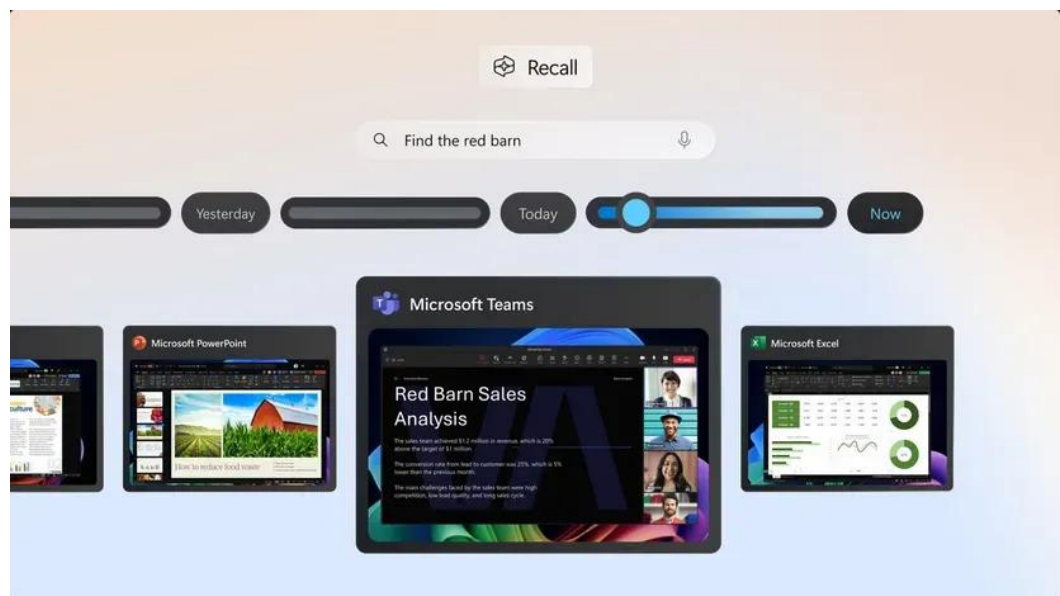 Recall
Find the red barn
Yesterday
Today
Now
Microsoft Teams
Microsoft PowerPoint
Microsoft Excel
culture
How to reduce food waste
Red Barn Sales
Analysis
The sales team achieved $1.2 million in revenue, which is 20%
above the target of $1 million.
The conversion rate from lead to customer was 25%, which is 5%
lower than the previous month.
The main challenges faced by the sales team were high
competition, low lead quality, and long sales cycle.